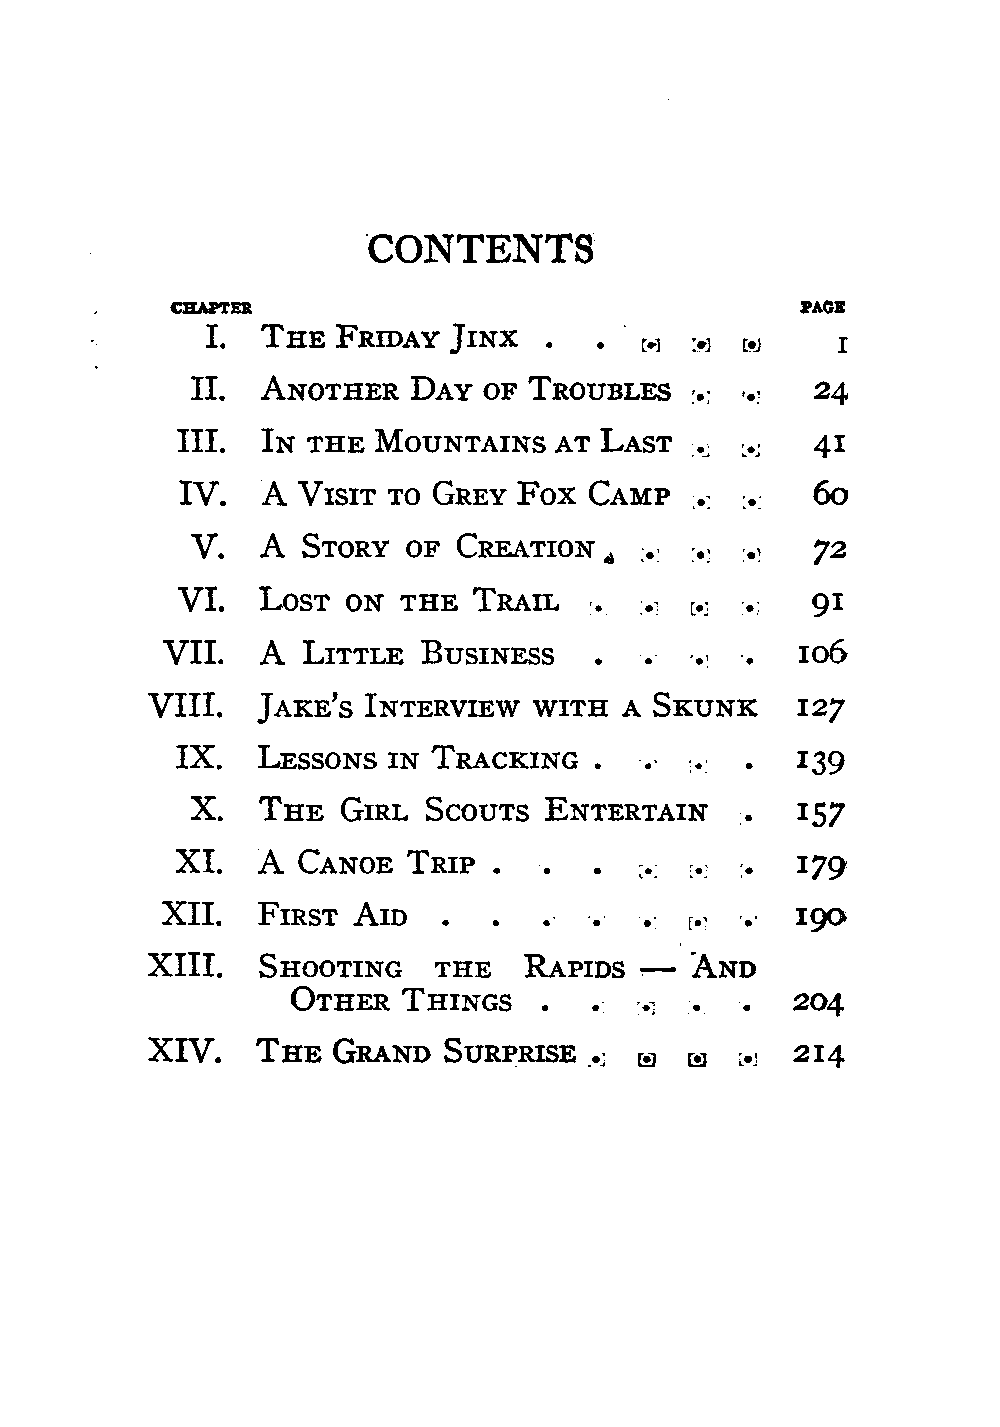 CONTENTS
CHAPTER PAGE
I. THE FRIDAY JINX . . . . . 1
II. ANOTHER DAY OF TROUBLES . . 24
III. IN THE MOUNTAINS AT LAST . . 41
IV. A VISIT TO GREY FOX CAMP . . 60
V. A STORY OF CREATION . . . . 72
VI. LOST ON THE TRAIL . . . . 91
VII. A LITTLE BUSINESS . . . . 106
VIII. JAKE'S INTERVIEW WITH A SKUNK 127
IX. LESSONS IN TRACKING . . . . 139
X. THE GIRL SCOUTS ENTERTAIN . 157
XI. A CANOE TRIP . . . . . . 179
XII. FIRST AID . . . . . . . 190
XIII. SHOOTING THE RAPIDS — AND
OTHER THINGS . . . . . 204
XIV. THE GRAND SURPRISE . . . . 214